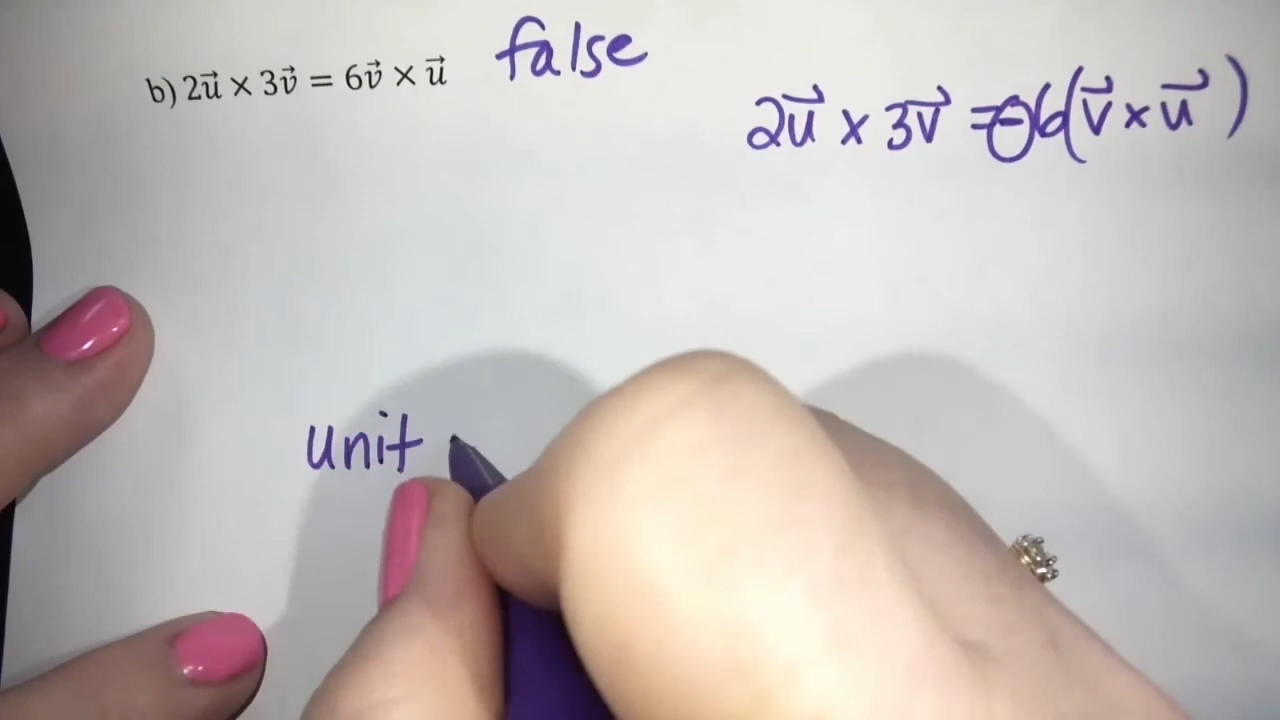 b) 2u⃗ × 3v⃗ = 6v⃗ × u⃗ false
2u⃗ × 3v⃗ = -6(v⃗ × u⃗)
unit